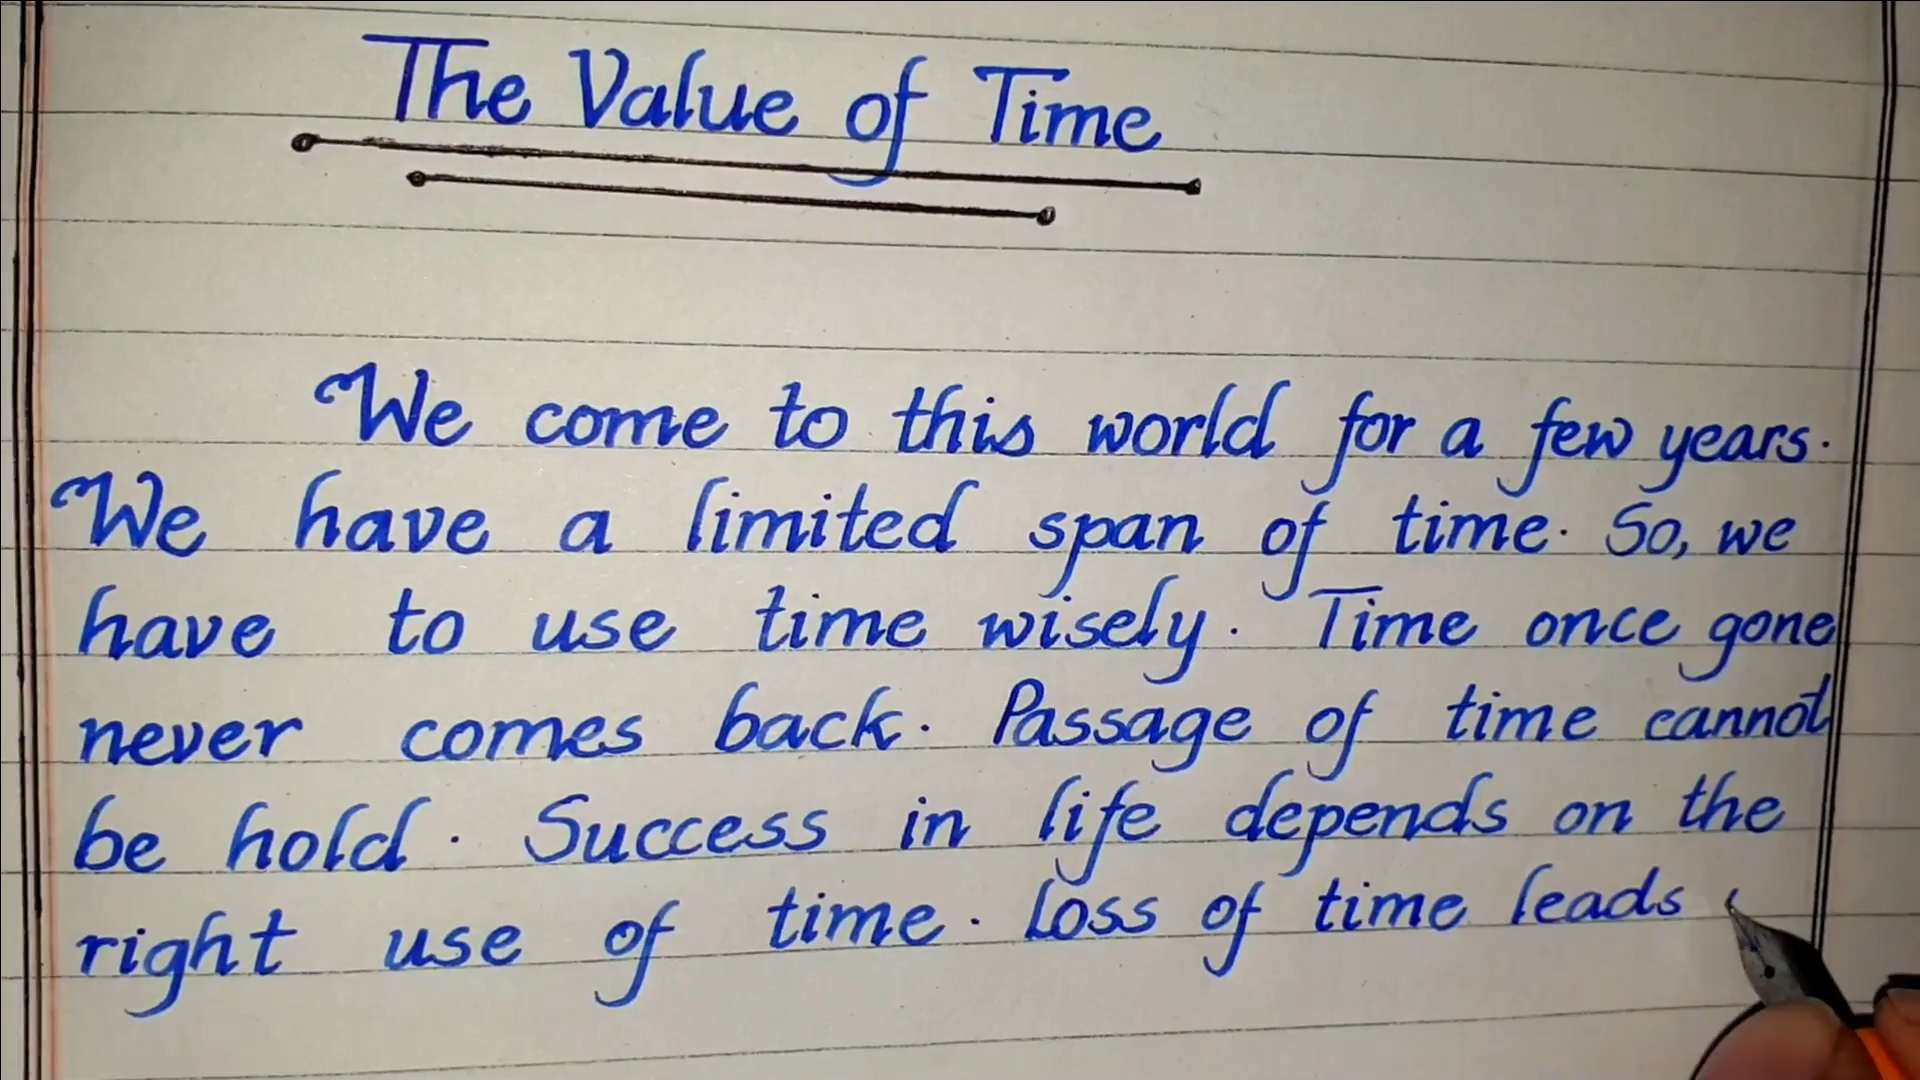 The Value of Time
We come to this world for a few years.
We have a limited span of time. So, we
have to use time wisely. Time once gone
never comes back. Passage of time cannot
be hold. Success in life depends on the
right use of time. Loss of time leads